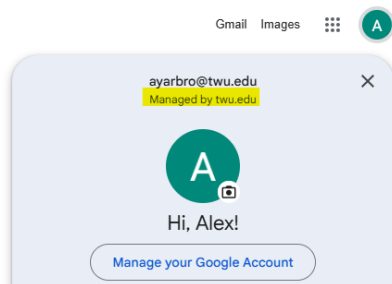 Gmail Images
A
ayarbro@twu.edu
Managed by twu.edu
A
Hi, Alex!
Manage your Google Account